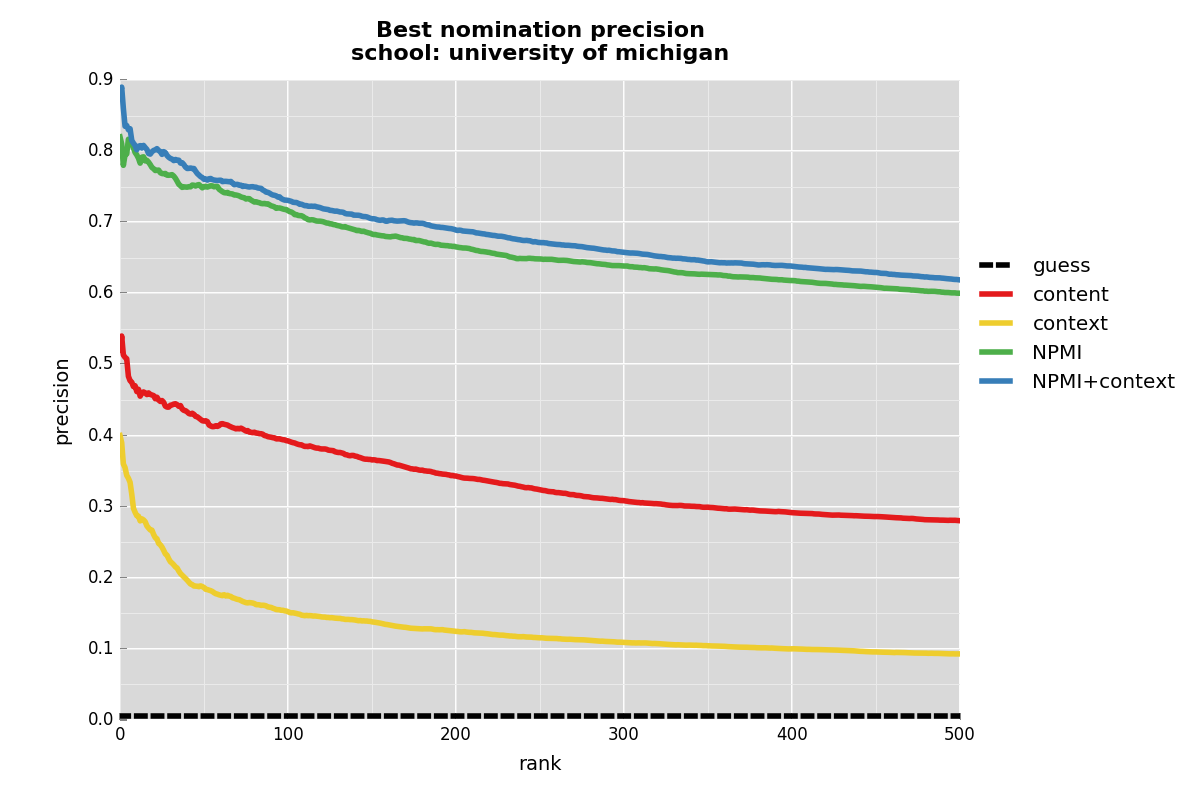 Best nomination precision
school: university of michigan
precision
0.9
0.8
0.7
0.6
0.5
0.4
0.3
0.2
0.1
0.0
0 100 200 300 400 500
rank
guess
content
context
NPMI
NPMI+context